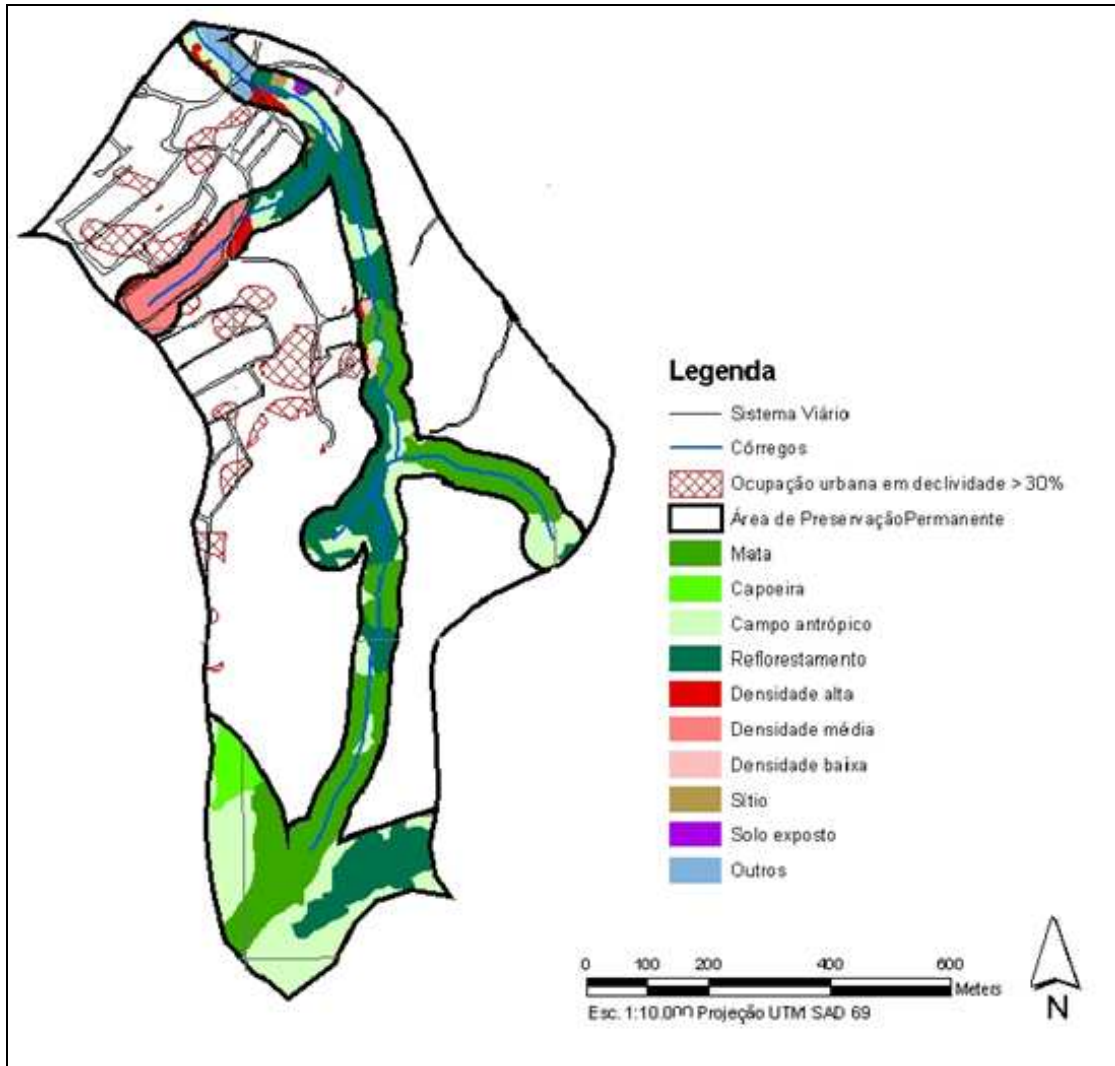 Legenda
Sistema Viário
Córregos
Ocupação urbana em declividade > 30%
Área de PreservaçãoPermanente
Mata
Capoeira
Campo antrópico
Reflorestamento
Densidade alta
Densidade média
Densidade baixa
Sítio
Solo exposto
Outros
0 100 200 400 600
Meters
Esc. 1:10.000 Projeção UTM SAD 69
N